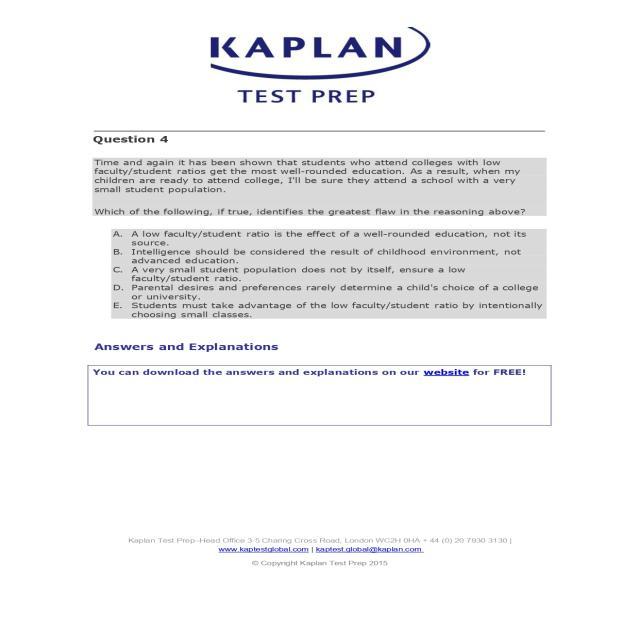 KAPLAN
TEST PREP
Question 4
Time and again it has been shown that students who attend colleges with low
faculty/student ratios get the most well-rounded education. As a result, when my
children are ready to attend college, I'll be sure they attend a school with a very
small student population.
Which of the following, if true, identifies the greatest flaw in the reasoning above?
A. A low faculty/student ratio is the effect of a well-rounded education, not its
source.
B. Intelligence should be considered the result of childhood environment, not
advanced education.
C. A very small student population does not by itself, ensure a low
faculty/student ratio.
D. Parental desires and preferences rarely determine a child's choice of a college
or university.
E. Students must take advantage of the low faculty/student ratio by intentionally
choosing small classes.
Answers and Explanations
You can download the answers and explanations on our website for FREE!
Kaplan Test Prep-Head Office 3-5 Charing Cross Road, London WC2H 0HA + 44 (0) 20 7930 3130 |
www.kaptestglobal.com | kaptest.global@kaplan.com
© Copyright Kaplan Test Prep 2015